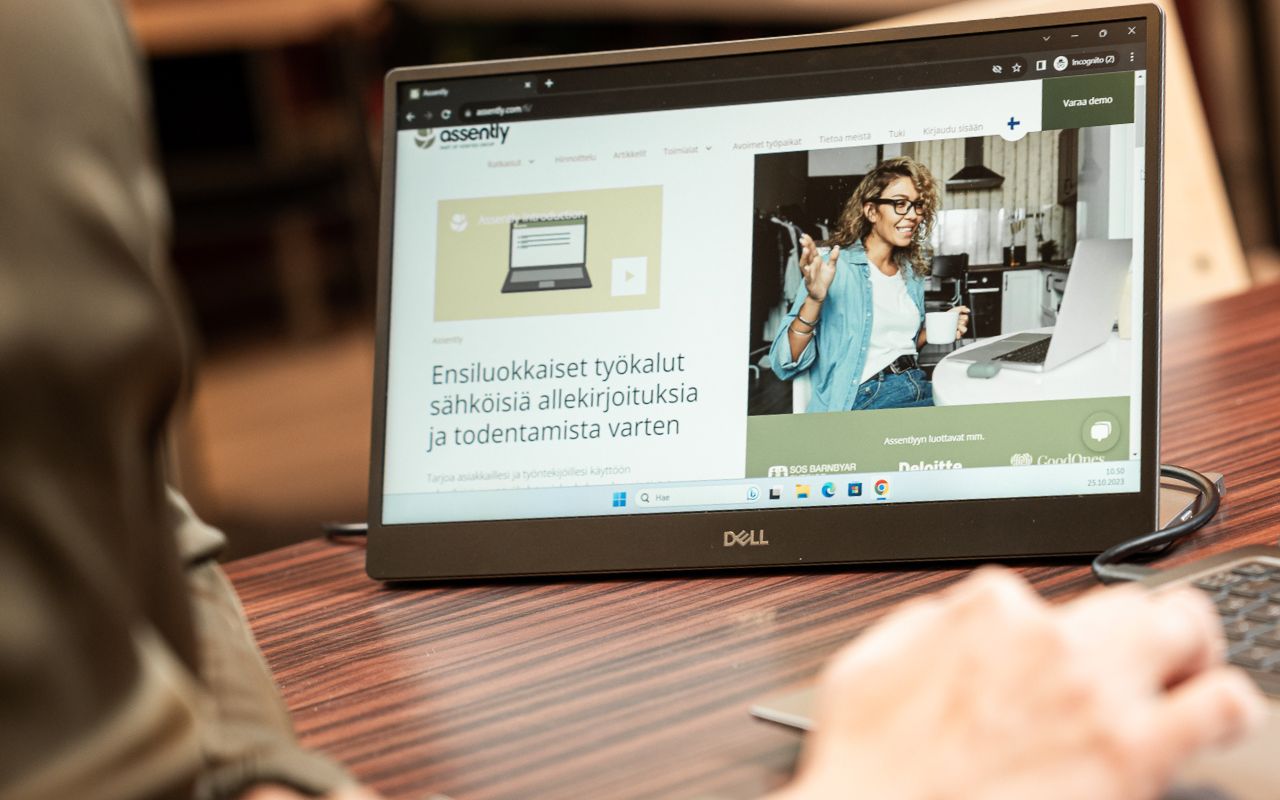 Assently
Incognito (2)
assently.com/fi/
assently
Varaa demo
Ratkaisut
Hinnoittelu
Artikkelit
Toimialat
Avoimet työpaikat
Tietoa meistä
Tuki
Kirjaudu sisään
Assently Introduction
Assently
Ensiluokkaiset työkalut
sähköisiä allekirjoituksia
ja todentamista varten
Tarjoa asiakkaillesi ja työntekijöillesi käyttöön
Assentlyyn luottavat mm.
SOS BARNBYAR
Deloitte
GoodOnes
Hae
10.50
25.10.2023
DELL